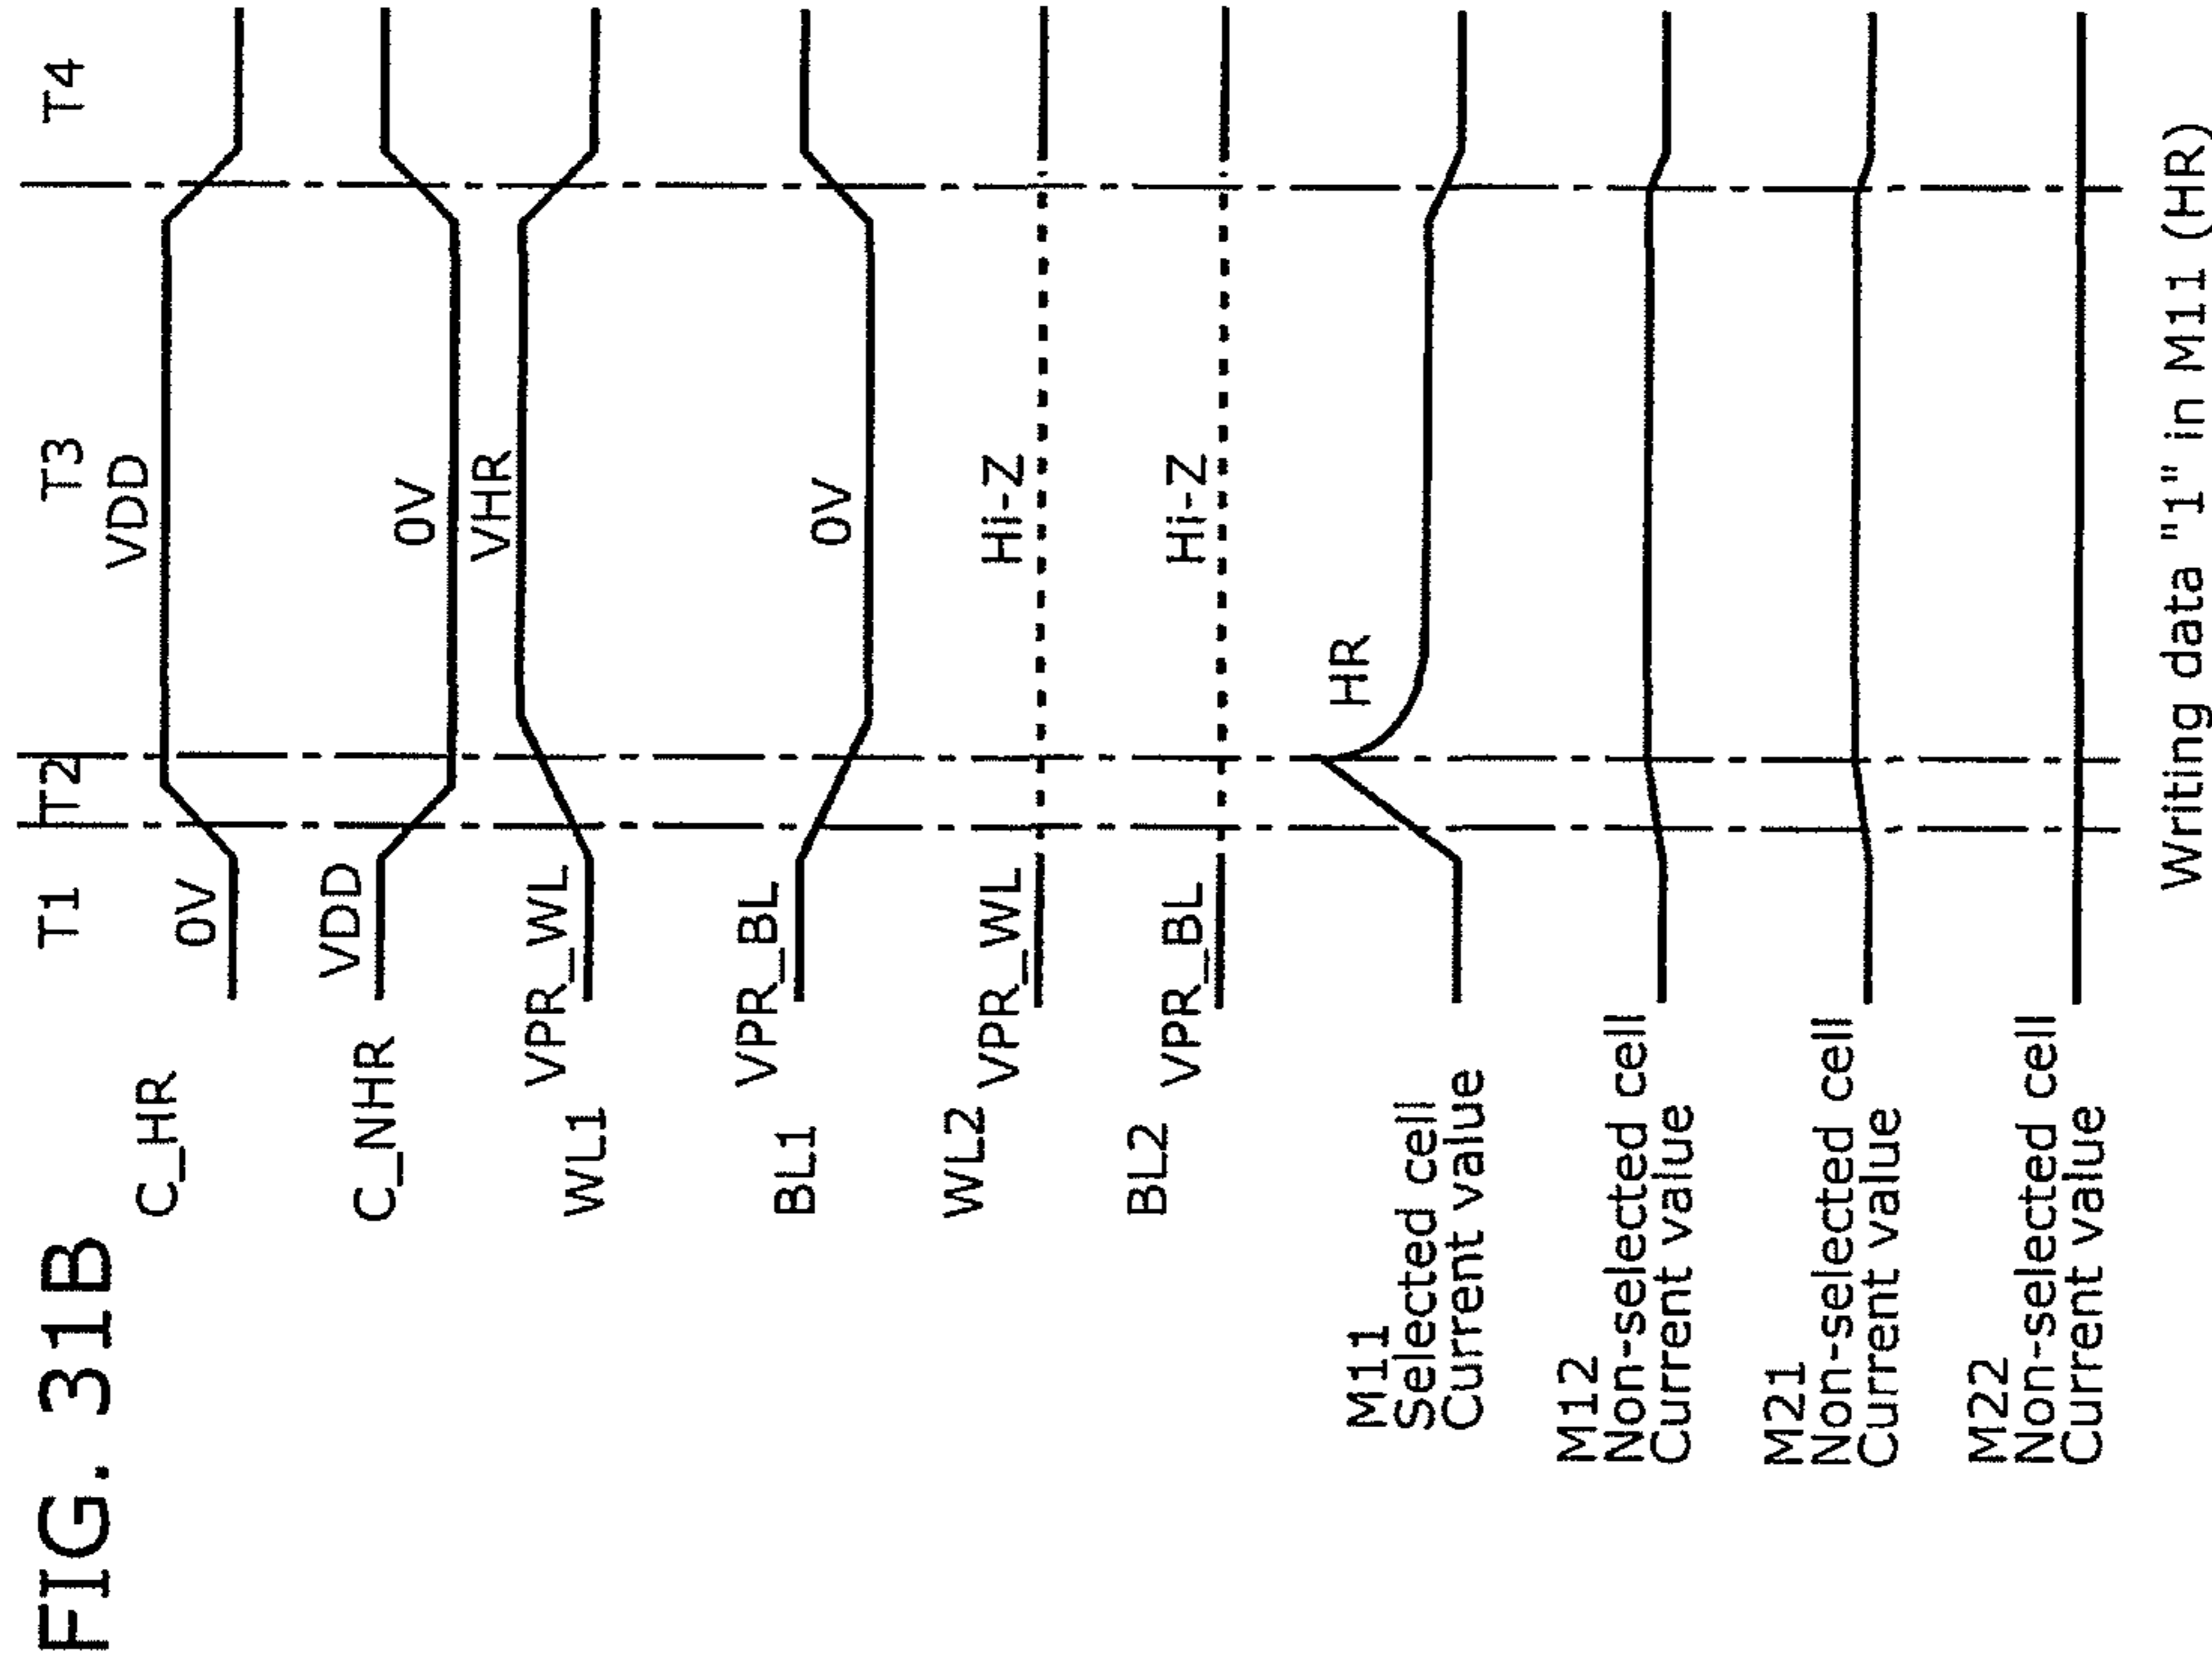 FIG. 31B
T1
T2
T3
T4
C_HR
0V
VDD
C_NHR
VDD
0V
WL1
VPR_WL
VHR
BL1
VPR_BL
0V
WL2
VPR_WL
Hi-Z
BL2
VPR_BL
Hi-Z
M11
Selected cell
Current value
HR
M12
Non-selected cell
Current value
M21
Non-selected cell
Current value
M22
Non-selected cell
Current value
Writing data "1" in M11 (HR)